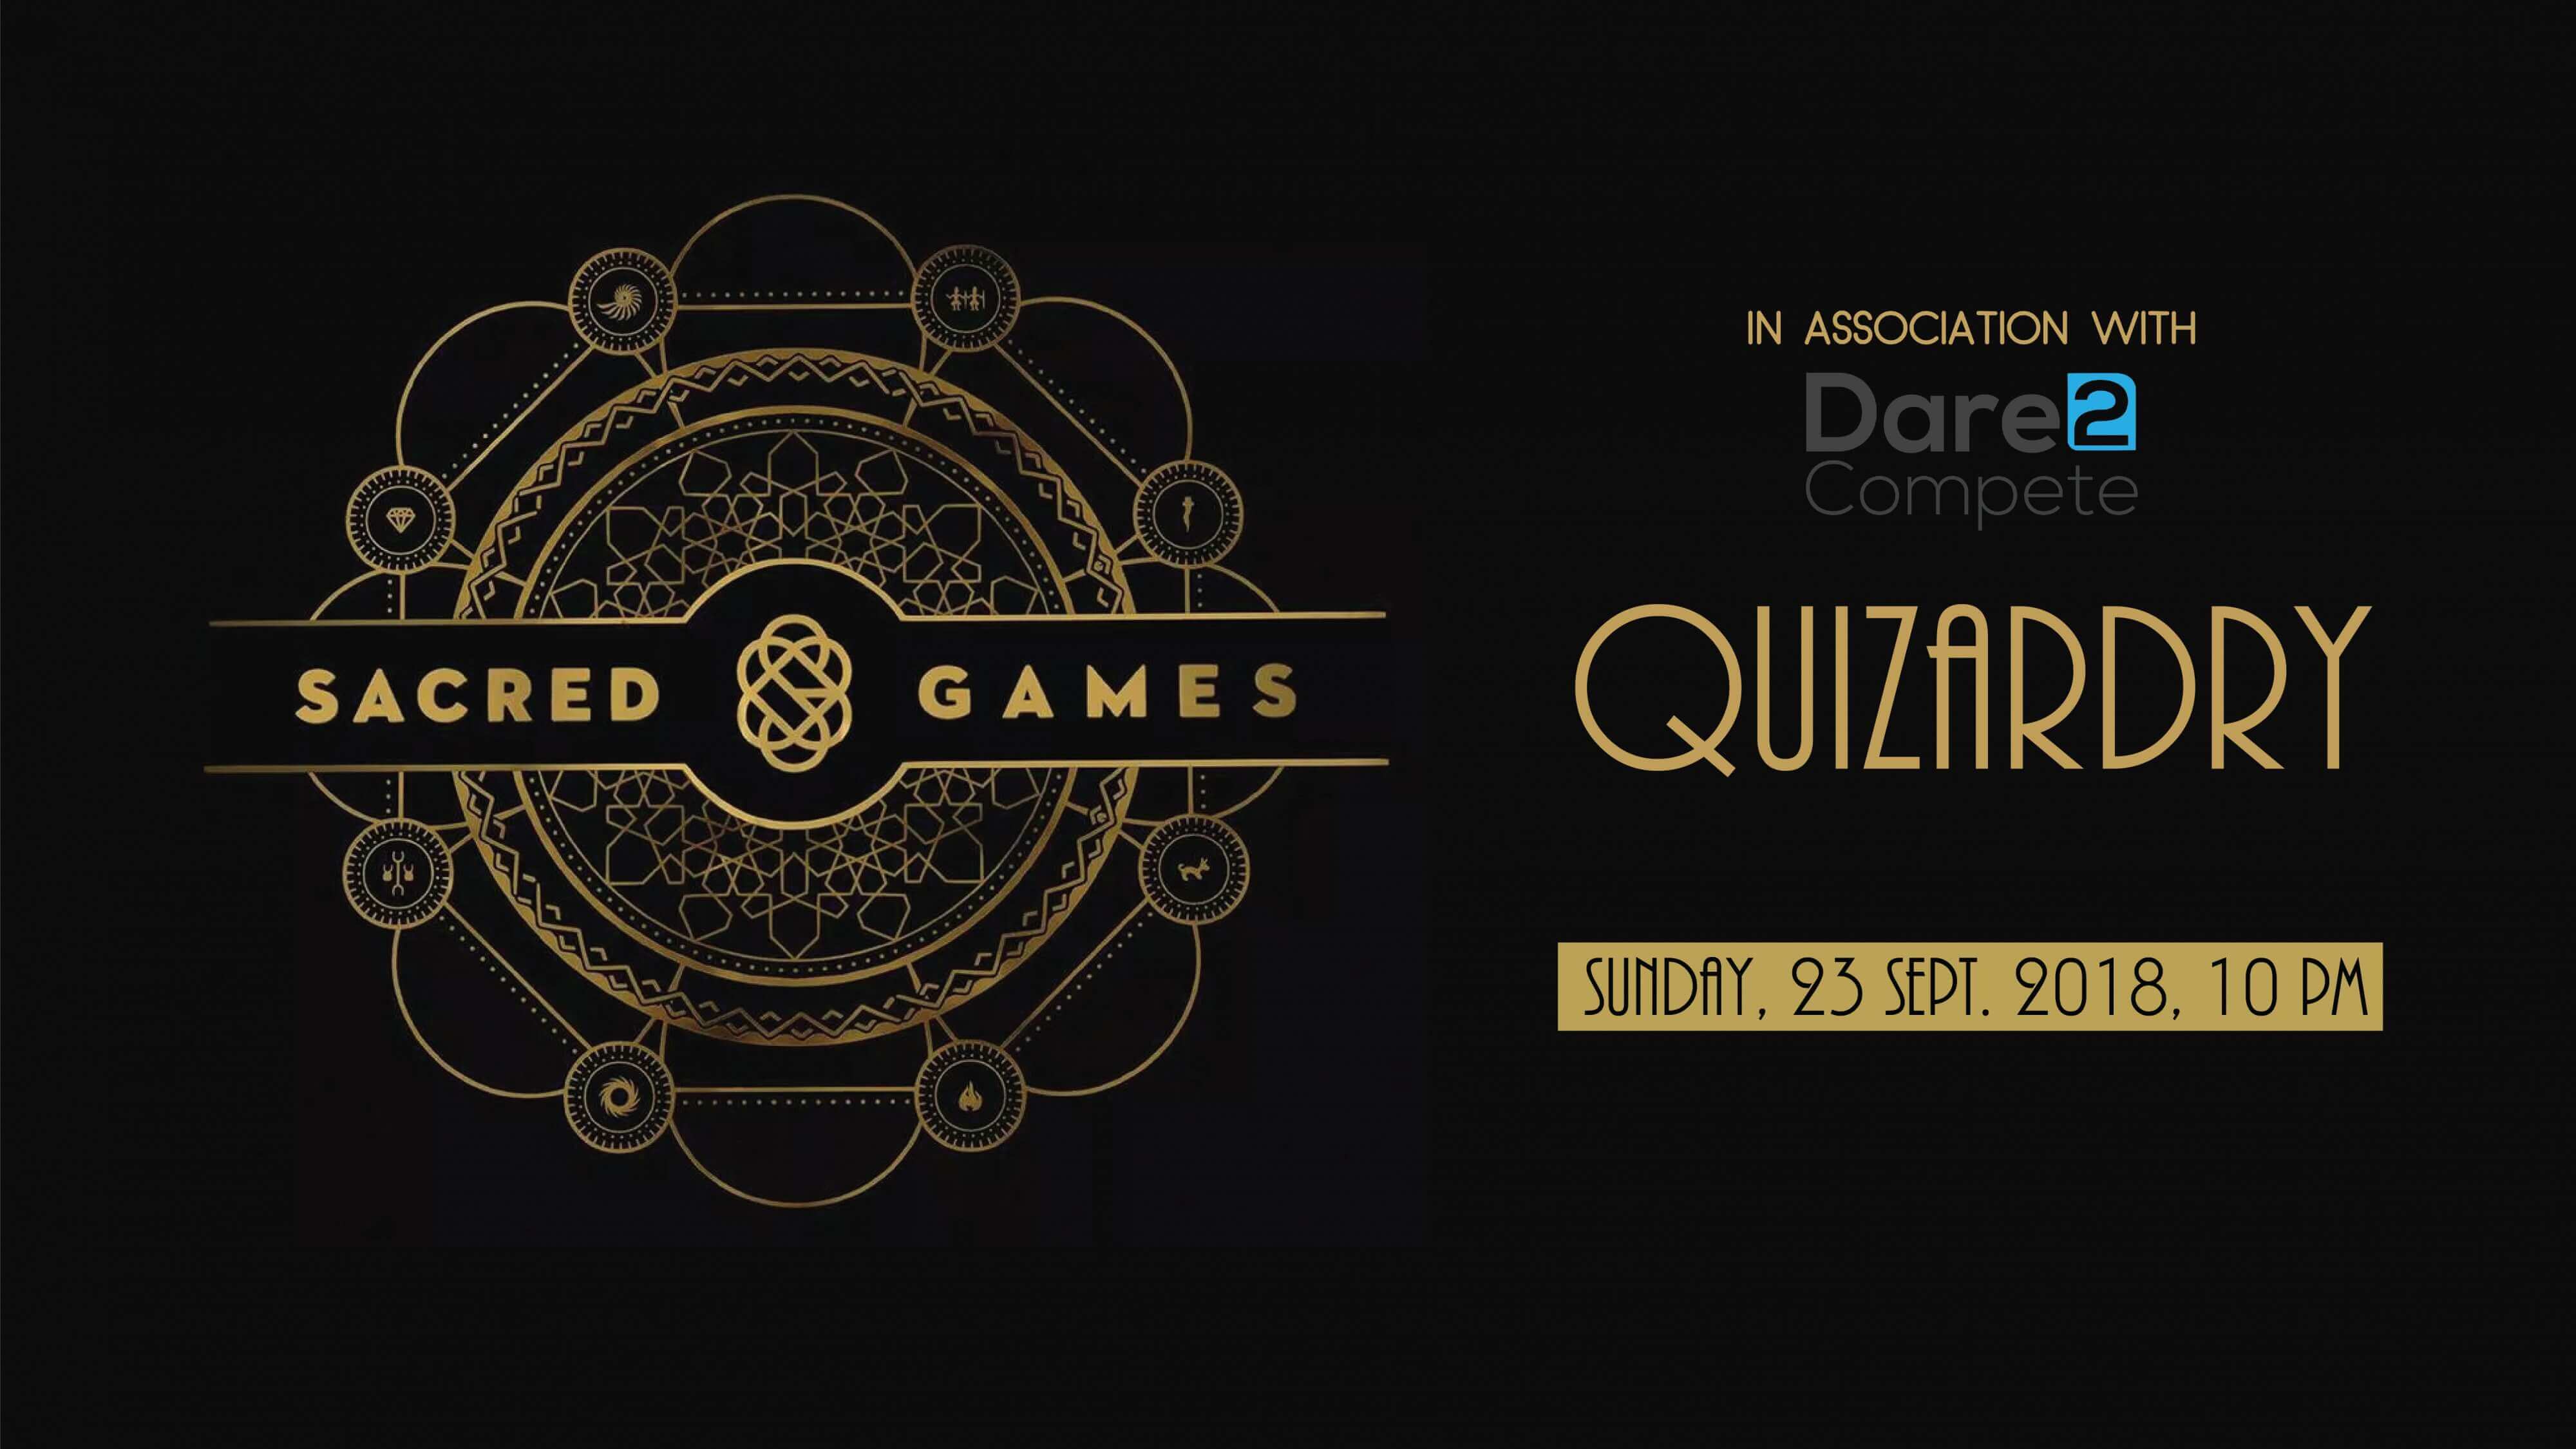 SACRED GAMES
IN ASSOCIATION WITH
Dare2
Compete
QUIZARDRY
SUNDAY, 23 SEPT. 2018, 10 PM